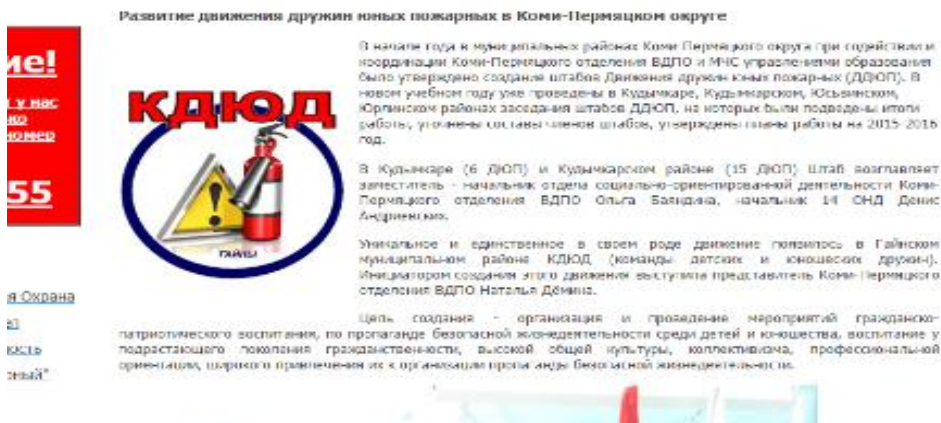 Развитие движения дружин юных пожарных в Коми-Пермяцком округе
В начале года в муниципальных районах Коми Пермяцкого округа при содействии и
координации Коми-Пермяцкого отделения ВДПО и МЧС управлениями образования
было утверждено создание штабов Движения дружин юных пожарных (ДДЮП). В
новом учебном году уже проведены в Кудымкаре, Кудымкарском, Юсьвинском,
Юрлинском районах заседания штабов ДДЮП, на которых были подведены итоги
работы, уточнены составы членов штабов, утверждены планы работы на 2015-2016
год.
В Кудымкаре (6 ДЮП) и Кудымкарском районе (15 ДЮП) Штаб возглавляет
заместитель - начальник отдела социально-ориентированной деятельности Коми-
Пермяцкого отделения ВДПО Ольга Баяндина, начальник 14 ОНД Денис
Андриевских.
Уникальное и единственное в своем роде движение появилось в Гайнском
муниципальном районе КДЮД (команды детских и юношеских дружин).
Инициатором создания этого движения выступила представитель Коми-Пермяцкого
отделения ВДПО Наталья Дёмина.
Цель создания - организация и проведение мероприятий гражданско-
патриотического воспитания, по пропаганде безопасной жизнедеятельности среди детей и юношества, воспитание у
подрастающего поколения гражданственности, высокой общей культуры, коллективизма, профессиональной
ориентации, широкого привлечения их к организации пропаганды безопасной жизнедеятельности.
КДЮД
ГАЙНЫ
ие!
у нас
ко
номер
55
я Охрана
ел
ность
рный"